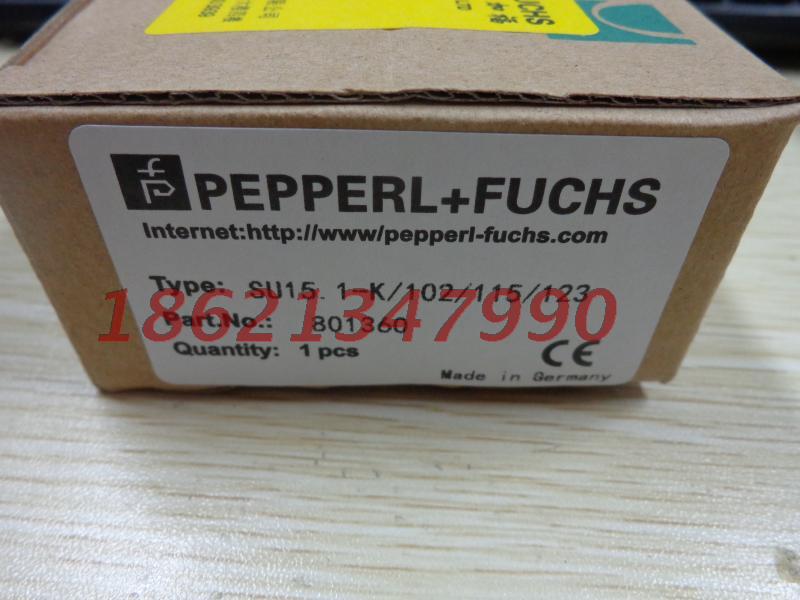 FUCHS
PEPPERL+FUCHS
Internet:http://www/pepperl-fuchs.com
Type: SU15.1-K/102/115/123
18621347990
Part.No.: 801360
Quantity: 1 pcs
CE
Made in Germany